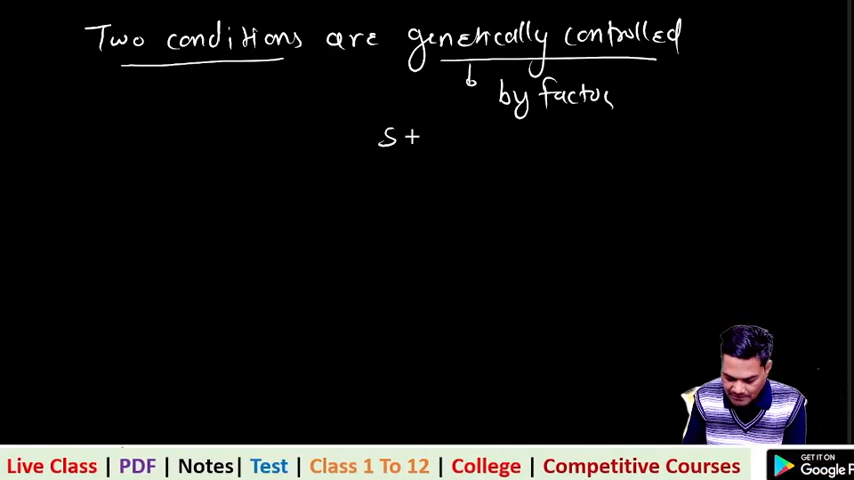 Two conditions are genetically controlled
by factor
S+
Live Class | PDF | Notes| Test | Class 1 To 12 | College | Competitive Courses
GET IT ON
Google P